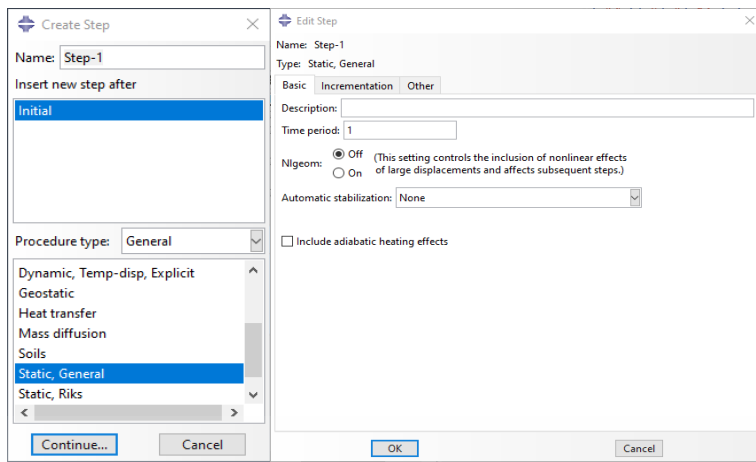 Create Step
Name: Step-1
Insert new step after
Initial
Procedure type: General
Dynamic, Temp-disp, Explicit
Geostatic
Heat transfer
Mass diffusion
Soils
Static, General
Static, Riks
Continue... Cancel
Edit Step
Name: Step-1
Type: Static, General
Basic Incrementation Other
Description:
Time period: 1
Nlgeom: Off (This setting controls the inclusion of nonlinear effects
On of large displacements and affects subsequent steps.)
Automatic stabilization: None
Include adiabatic heating effects
OK Cancel